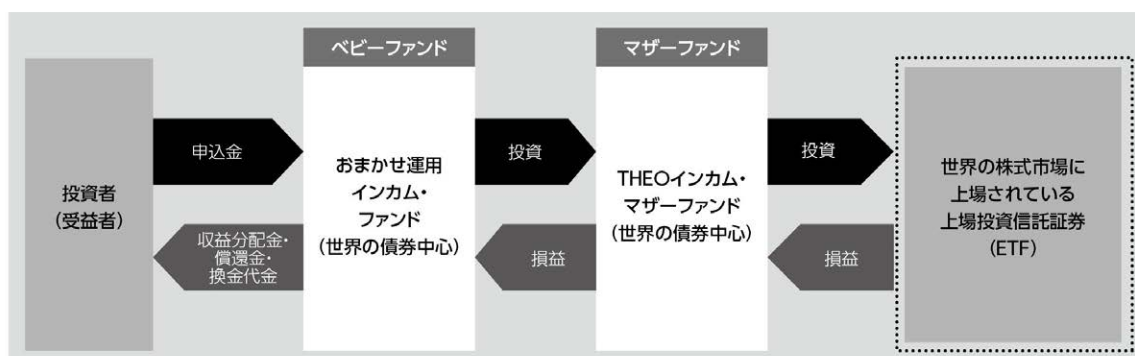 投資者
（受益者）
申込金
収益分配金・
償還金・
換金代金
ベビーファンド
おまかせ運用
インカム・
ファンド
（世界の債券中心）
投資
損益
マザーファンド
THEOインカム・
マザーファンド
（世界の債券中心）
投資
損益
世界の株式市場に
上場されている
上場投資信託証券
（ETF）